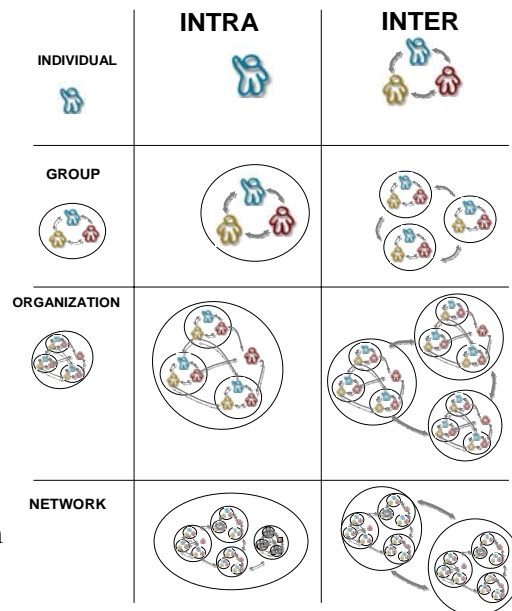 INTRA INTER
INDIVIDUAL
GROUP
ORGANIZATION
NETWORK